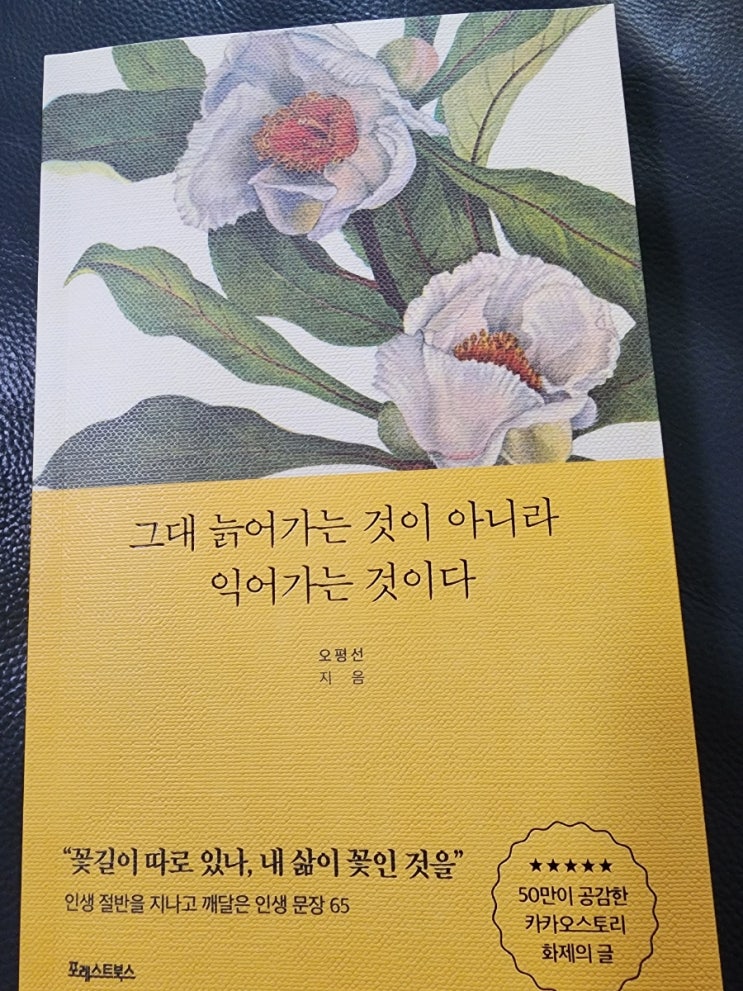 그대 늙어가는 것이 아니라
익어가는 것이다
오평선
지 음
“꽃길이 따로 있나, 내 삶이 꽃인 것을”
인생 절반을 지나고 깨달은 인생 문장 65
포레스트북스
★★★★★
50만이 공감한
카카오스토리
화제의 글